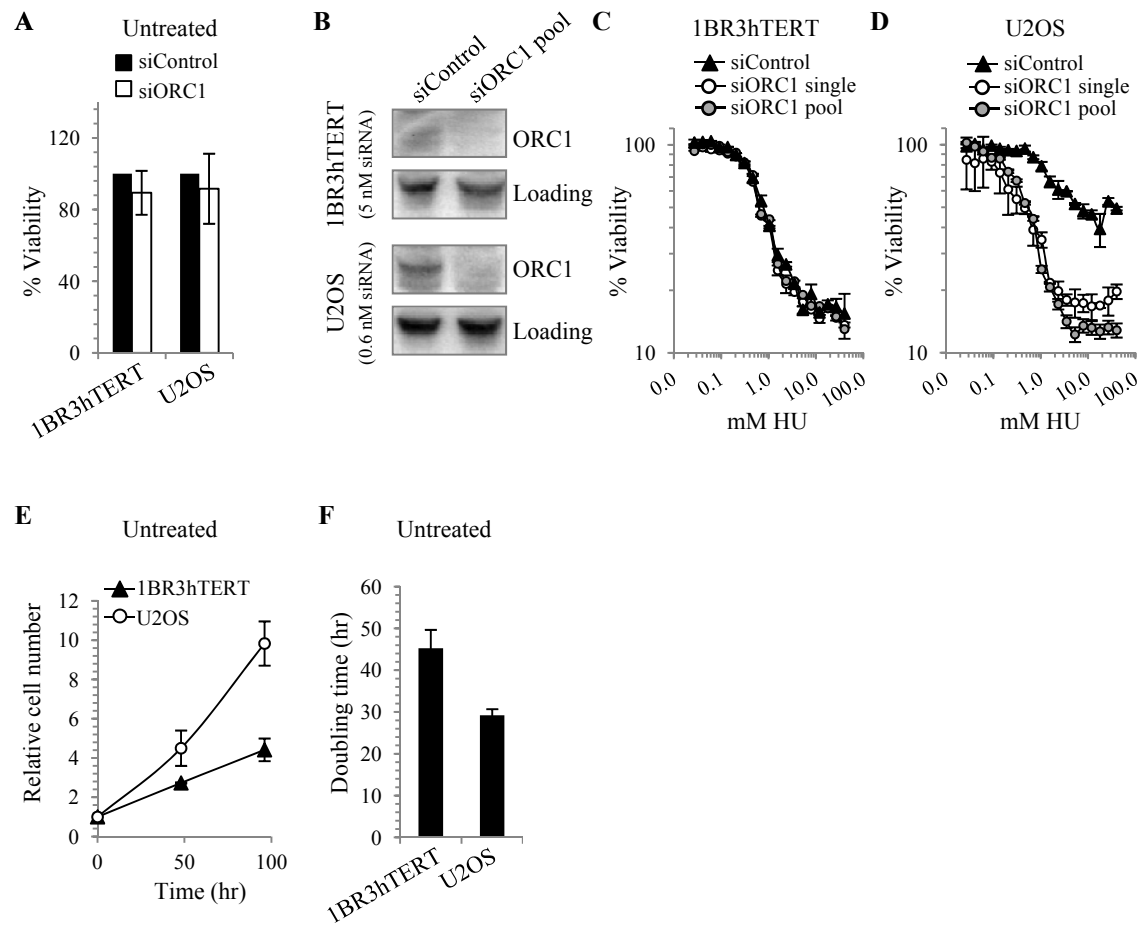 A
Untreated
siControl
siORC1
% Viability
120
80
40
0
1BR3hTERT
U2OS
B
siControl
siORC1 pool
1BR3hTERT
(5 nM siRNA)
ORC1
Loading
U2OS
(0.6 nM siRNA)
ORC1
Loading
C
1BR3hTERT
siControl
siORC1 single
siORC1 pool
% Viability
100
10
0.0
0.1
1.0
10.0
100.0
mM HU
D
U2OS
siControl
siORC1 single
siORC1 pool
% Viability
100
10
0.0
0.1
1.0
10.0
100.0
mM HU
E
Untreated
1BR3hTERT
U2OS
Relative cell number
12
10
8
6
4
2
0
0
50
100
Time (hr)
F
Untreated
Doubling time (hr)
60
50
40
30
20
10
0
1BR3hTERT
U2OS